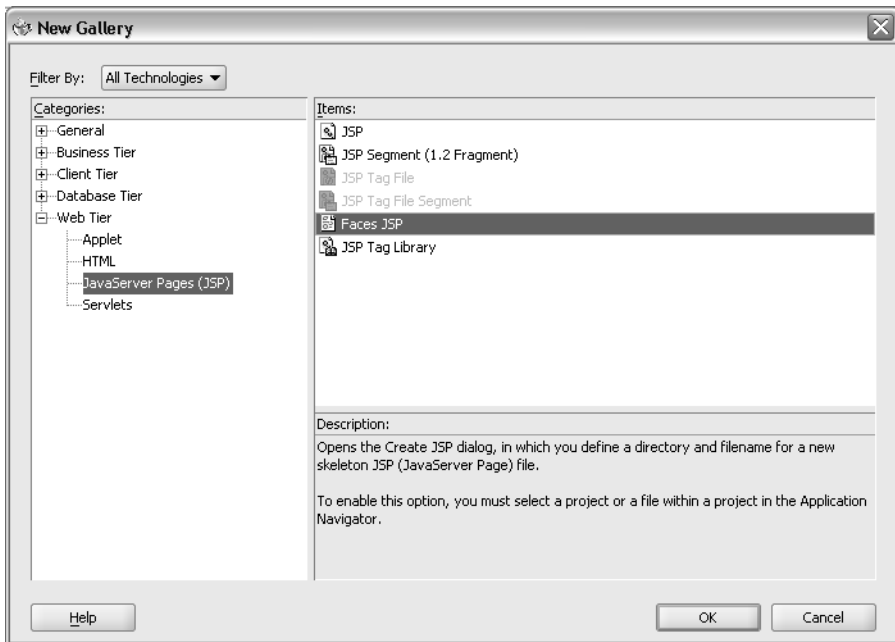 New Gallery
Filter By: All Technologies
Categories:
General
Business Tier
Client Tier
Database Tier
Web Tier
Applet
HTML
JavaServer Pages (JSP)
Servlets
Items:
JSP
JSP Segment (1.2 Fragment)
JSP Tag File
JSP Tag File Segment
Faces JSP
JSP Tag Library
Description:
Opens the Create JSP dialog, in which you define a directory and filename for a new
skeleton JSP (JavaServer Page) file.
To enable this option, you must select a project or a file within a project in the Application
Navigator.
Help
OK
Cancel